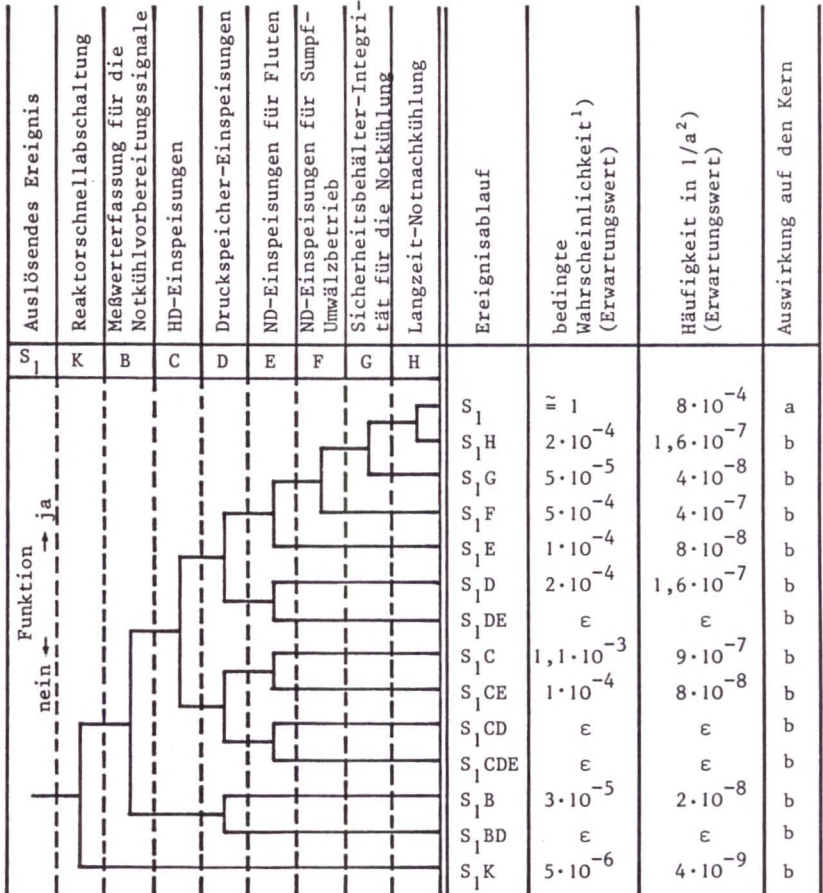 Auslösendes Ereignis
Reaktorschnellabschaltung
Meßwerterfassung für die
Notkühlvorbereitungssignale
HD-Einspeisungen
Druckspeicher-Einspeisungen
ND-Einspeisungen für Fluten
ND-Einspeisungen für Sumpf-
Umwälzbetrieb
Sicherheitsbehälter-Integri-
tät für die Notkühlung
Langzeit-Notnachkühlung
Ereignisablauf
bedingte
Wahrscheinlichkeit¹)
(Erwartungswert)
Häufigkeit in 1/a²)
(Erwartungswert)
Auswirkung auf den Kern
S₁ K B C D E F G H
Funktion
nein ← → ja
S₁ ≅ 1 8·10⁻⁴ a
S₁H 2·10⁻⁴ 1,6·10⁻⁷ b
S₁G 5·10⁻⁵ 4·10⁻⁸ b
S₁F 5·10⁻⁴ 4·10⁻⁷ b
S₁E 1·10⁻⁴ 8·10⁻⁸ b
S₁D 2·10⁻⁴ 1,6·10⁻⁷ b
S₁DE ε ε b
S₁C 1,1·10⁻³ 9·10⁻⁷ b
S₁CE 1·10⁻⁴ 8·10⁻⁸ b
S₁CD ε ε b
S₁CDE ε ε b
S₁B 3·10⁻⁵ 2·10⁻⁸ b
S₁BD ε ε b
S₁K 5·10⁻⁶ 4·10⁻⁹ b